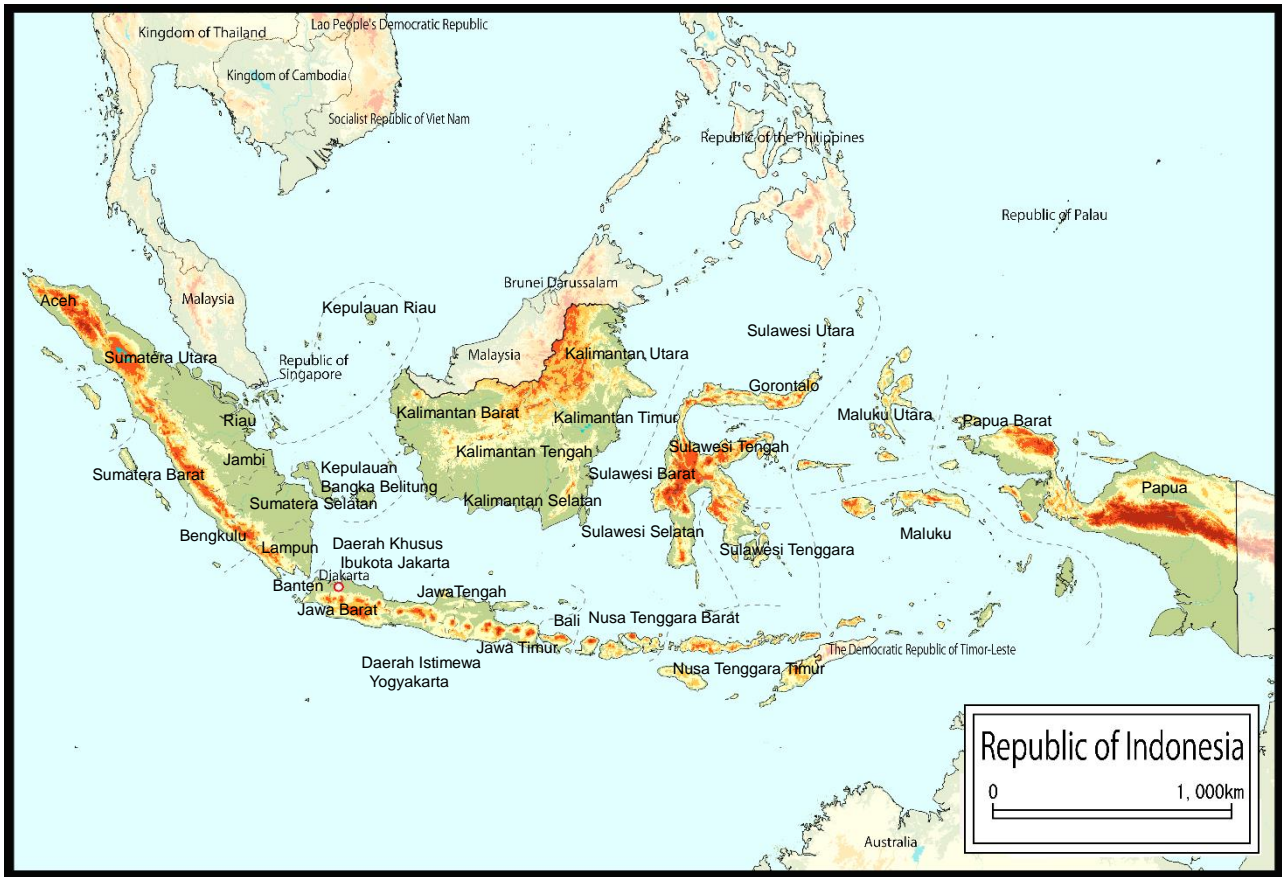 Kingdom of Thailand
Lao People's Democratic Republic
Kingdom of Cambodia
Socialist Republic of Viet Nam
Republic of the Philippines
Republic of Palau
Malaysia
Brunei Darussalam
Malaysia
Republic of
Singapore
Aceh
Kepulauan Riau
Sumatera Utara
Kalimantan Utara
Sulawesi Utara
Gorontalo
Riau
Kalimantan Barat
Kalimantan Timur
Maluku Utara
Papua Barat
Jambi
Kalimantan Tengah
Sulawesi Tengah
Sumatera Barat
Kepulauan
Bangka Belitung
Sulawesi Barat
Papua
Sumatera Selatan
Kalimantan Selatan
Bengkulu
Lampun
Sulawesi Selatan
Sulawesi Tenggara
Maluku
Daerah Khusus
Ibukota Jakarta
Djakarta
Banten
JawaTengah
Jawa Barat
Bali
Nusa Tenggara Barat
Jawa Timur
The Democratic Republic of Timor-Leste
Daerah Istimewa
Yogyakarta
Nusa Tenggara Timur
Republic of Indonesia
0 1,000km
Australia